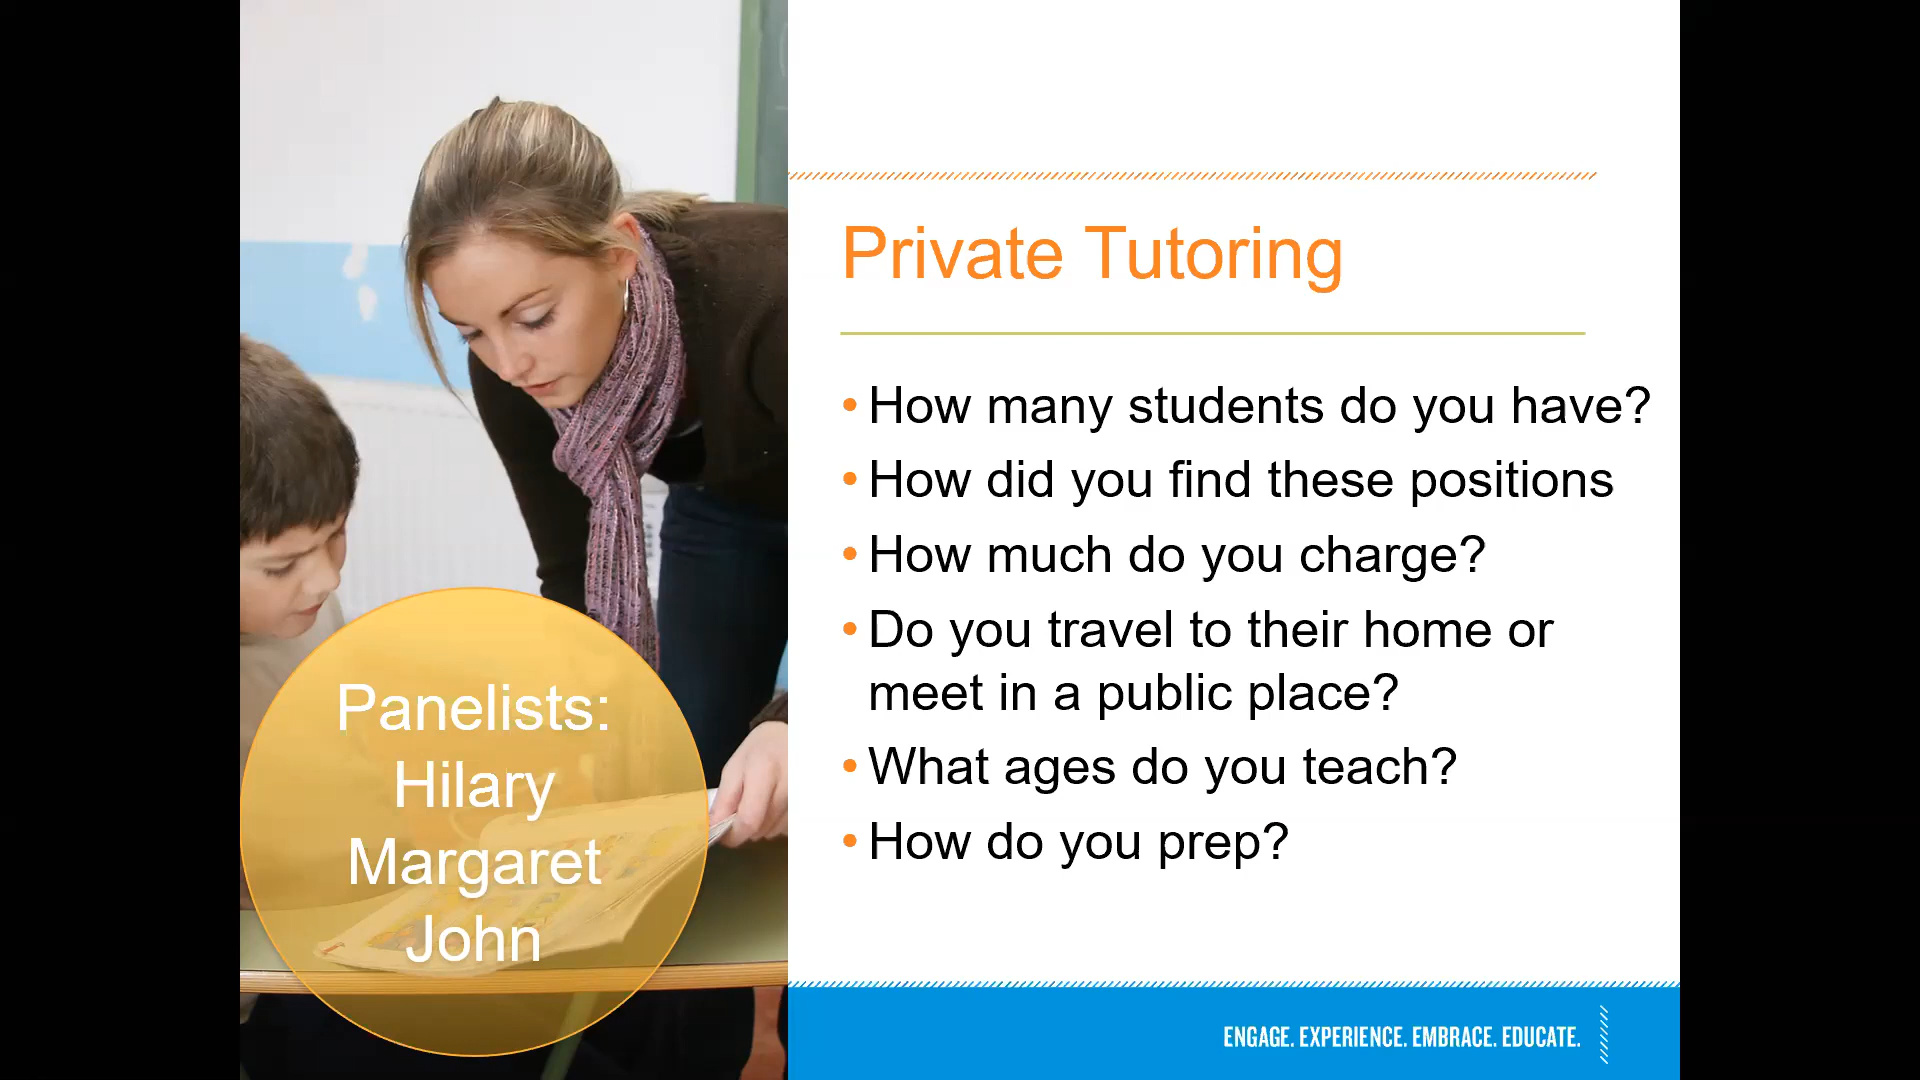 Private Tutoring
• How many students do you have?
• How did you find these positions
• How much do you charge?
• Do you travel to their home or
meet in a public place?
• What ages do you teach?
• How do you prep?
Panelists:
Hilary
Margaret
John
ENGAGE. EXPERIENCE. EMBRACE. EDUCATE.